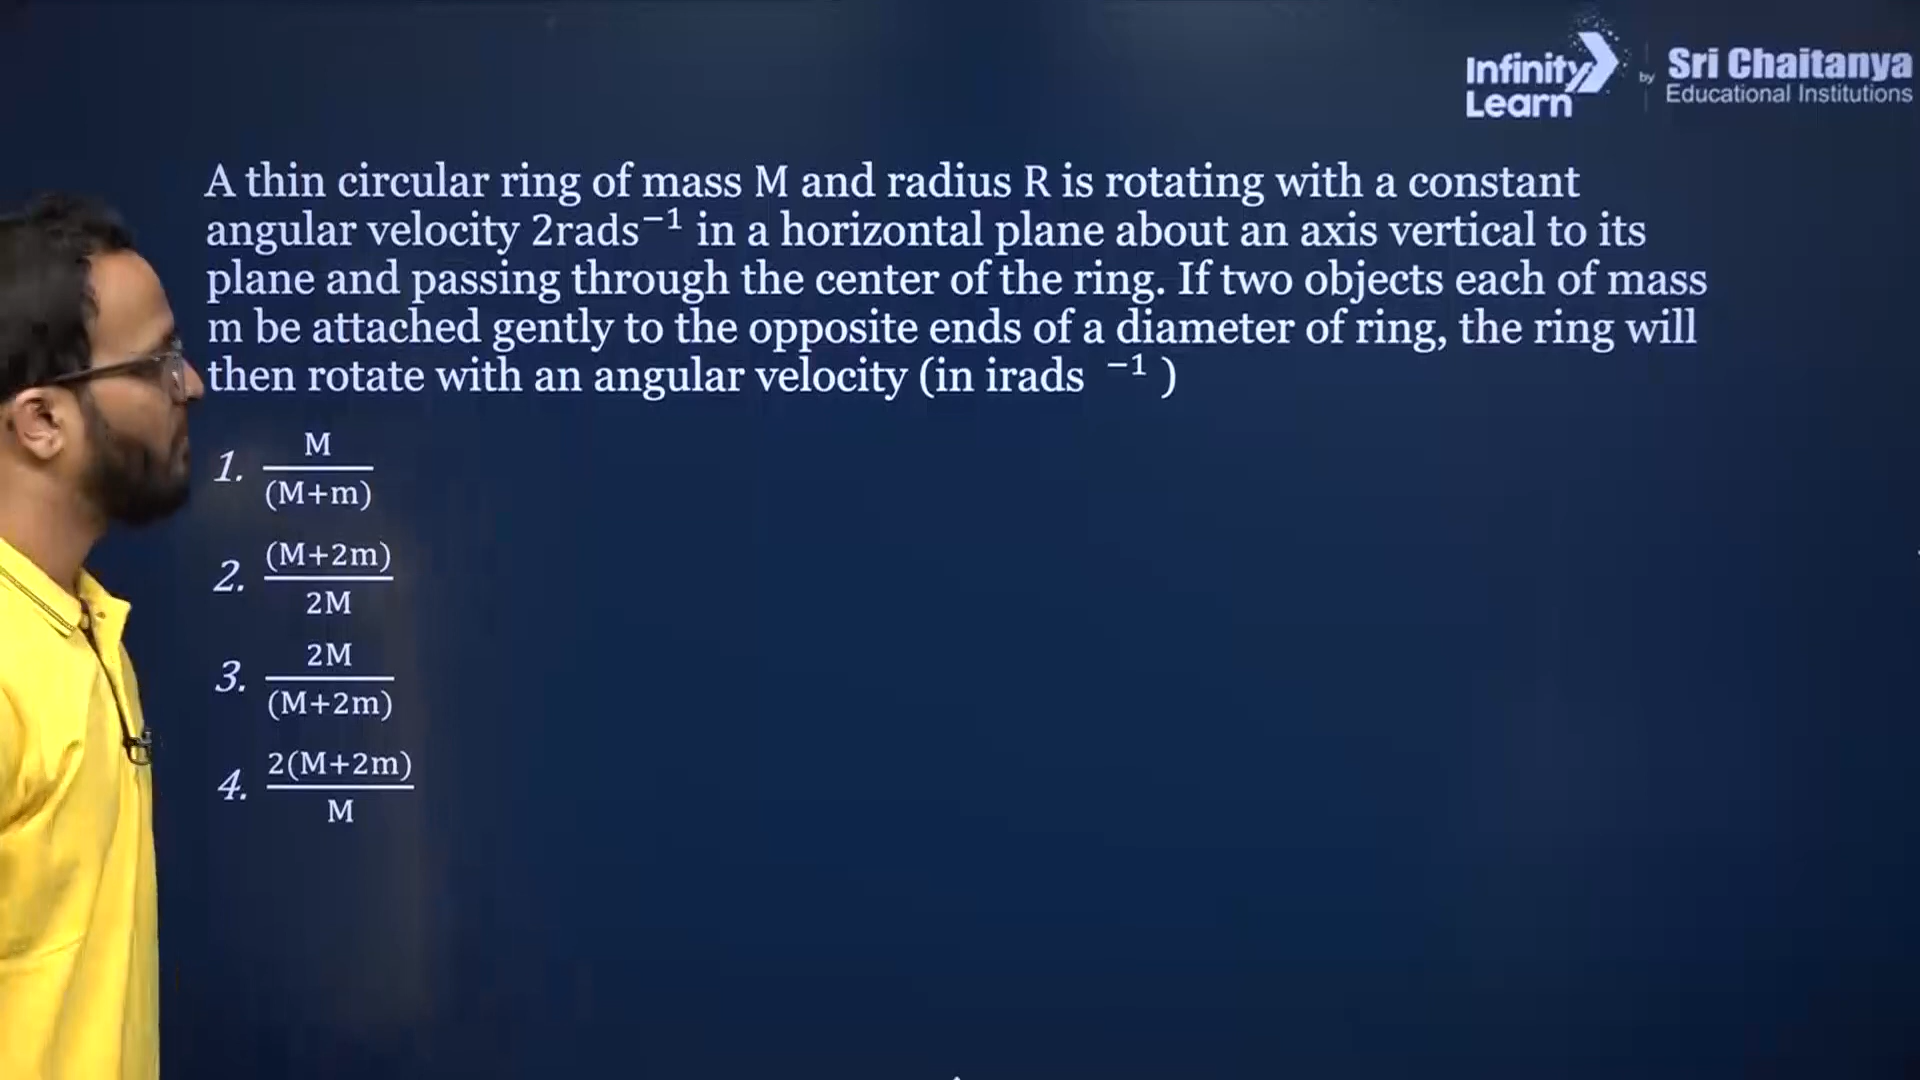 Infinity Learn by Sri Chaitanya Educational Institutions
A thin circular ring of mass M and radius R is rotating with a constant
angular velocity 2rads⁻¹ in a horizontal plane about an axis vertical to its
plane and passing through the center of the ring. If two objects each of mass
m be attached gently to the opposite ends of a diameter of ring, the ring will
then rotate with an angular velocity (in irads ⁻¹ )
1. M/(M+m)
2. (M+2m)/2M
3. 2M/(M+2m)
4. 2(M+2m)/M